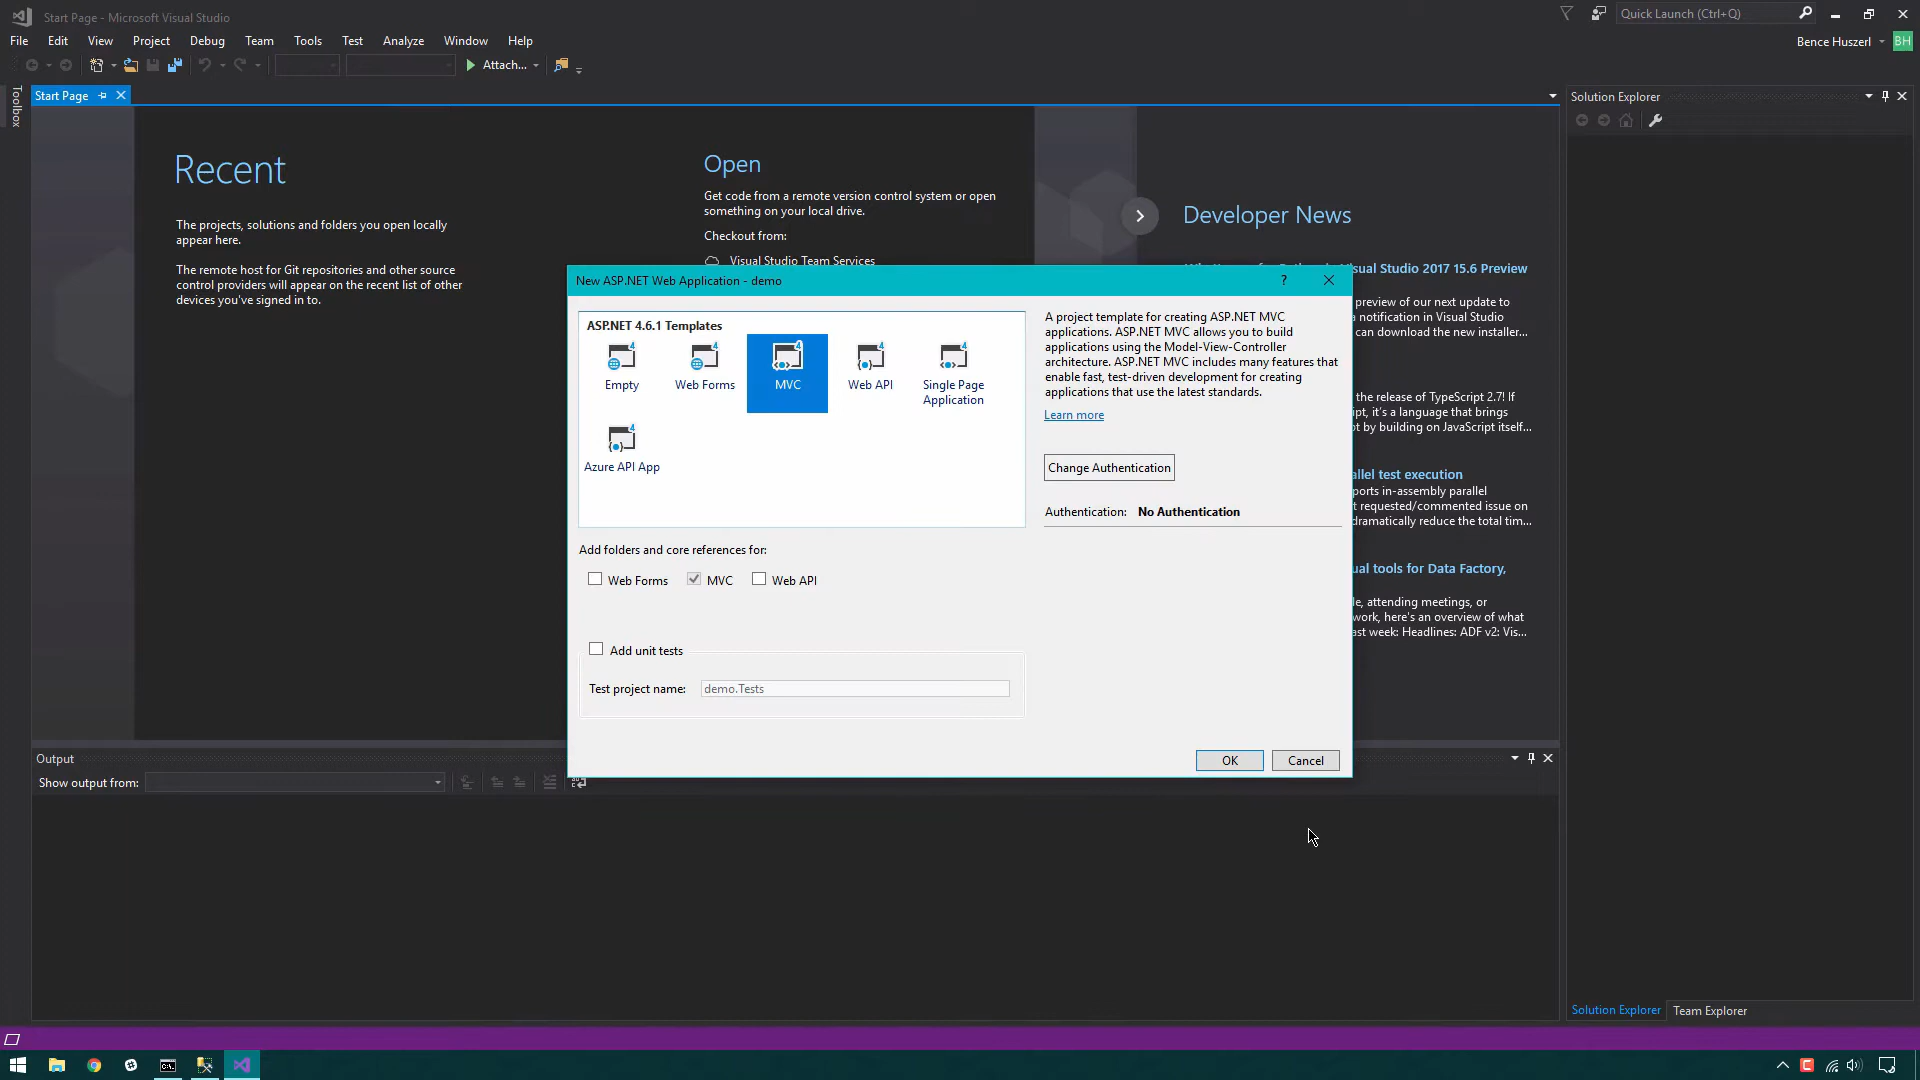 Start Page - Microsoft Visual Studio
Quick Launch (Ctrl+Q)
File Edit View Project Debug Team Tools Test Analyze Window Help
Bence Huszerl BH
Attach...
Toolbox
Start Page
Solution Explorer
Recent
The projects, solutions and folders you open locally
appear here.
The remote host for Git repositories and other source
control providers will appear on the recent list of other
devices you've signed in to.
Open
Get code from a remote version control system or open
something on your local drive.
Checkout from:
Visual Studio Team Services
Developer News
isual Studio 2017 15.6 Preview
preview of our next update to
a notification in Visual Studio
can download the new installer...
the release of TypeScript 2.7! If
ipt, it's a language that brings
pt by building on JavaScript itself...
allel test execution
ports in-assembly parallel
t requested/commented issue on
dramatically reduce the total tim...
ual tools for Data Factory,
le, attending meetings, or
work, here's an overview of what
ast week: Headlines: ADF v2: Vis...
New ASP.NET Web Application - demo
?
ASP.NET 4.6.1 Templates
Empty
Web Forms
MVC
Web API
Single Page
Application
Azure API App
A project template for creating ASP.NET MVC
applications. ASP.NET MVC allows you to build
applications using the Model-View-Controller
architecture. ASP.NET MVC includes many features that
enable fast, test-driven development for creating
applications that use the latest standards.
Learn more
Change Authentication
Authentication: No Authentication
Add folders and core references for:
Web Forms MVC Web API
Add unit tests
Test project name: demo.Tests
OK Cancel
Output
Show output from:
Solution Explorer Team Explorer